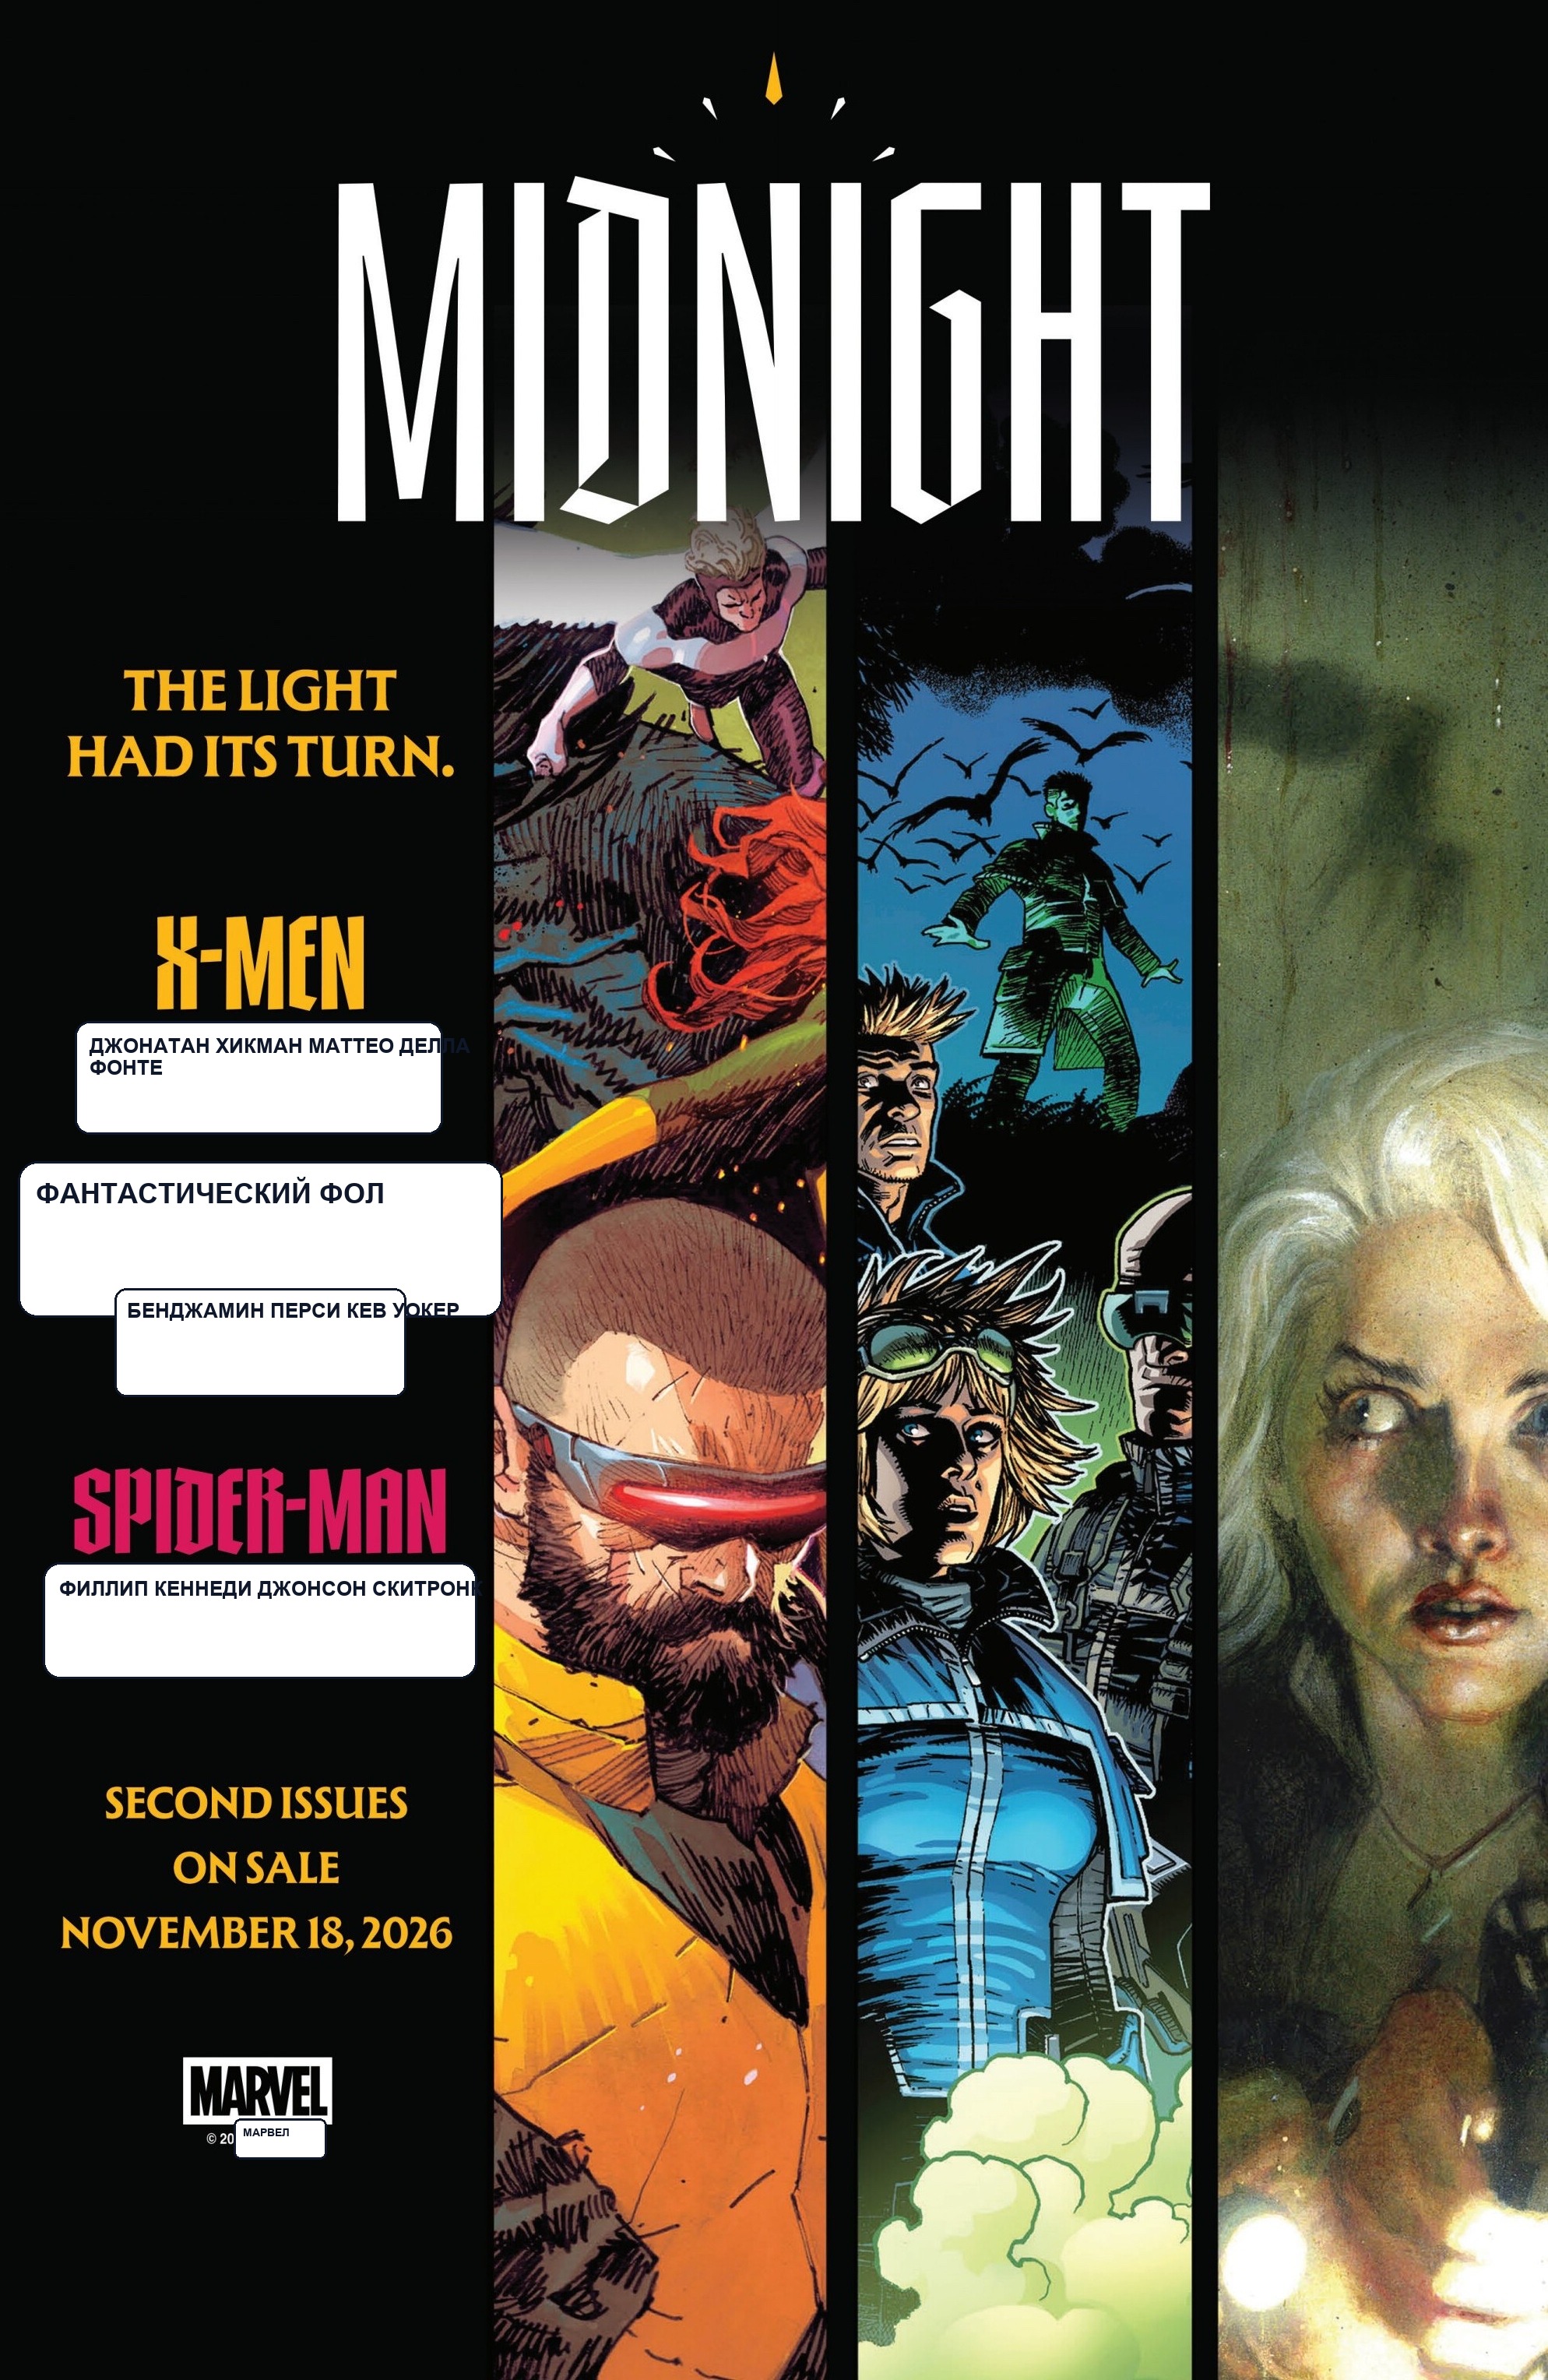 MIDNIGHT
THE LIGHT
HAD ITS TURN.
X-MEN
ДЖОНАТАН ХИКМАН МАТТЕО ДЕЛЛА
ФОНТЕ
ФАНТАСТИЧЕСКИЙ ФОЛ
БЕНДЖАМИН ПЕРСИ КЕВ УОКЕР
SPIDER-MAN
ФИЛЛИП КЕННЕДИ ДЖОНСОН СКИТРОНК
SECOND ISSUES
ON SALE
NOVEMBER 18, 2026
MARVEL
© 20
МАРВЕЛ